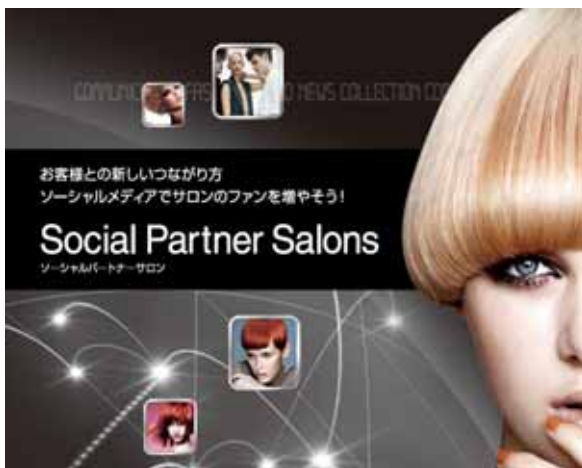 NEWS COLLECTION
お客様との新しいつながり方
ソーシャルメディアでサロンのファンを増やそう！
Social Partner Salons
ソーシャルパートナーサロン